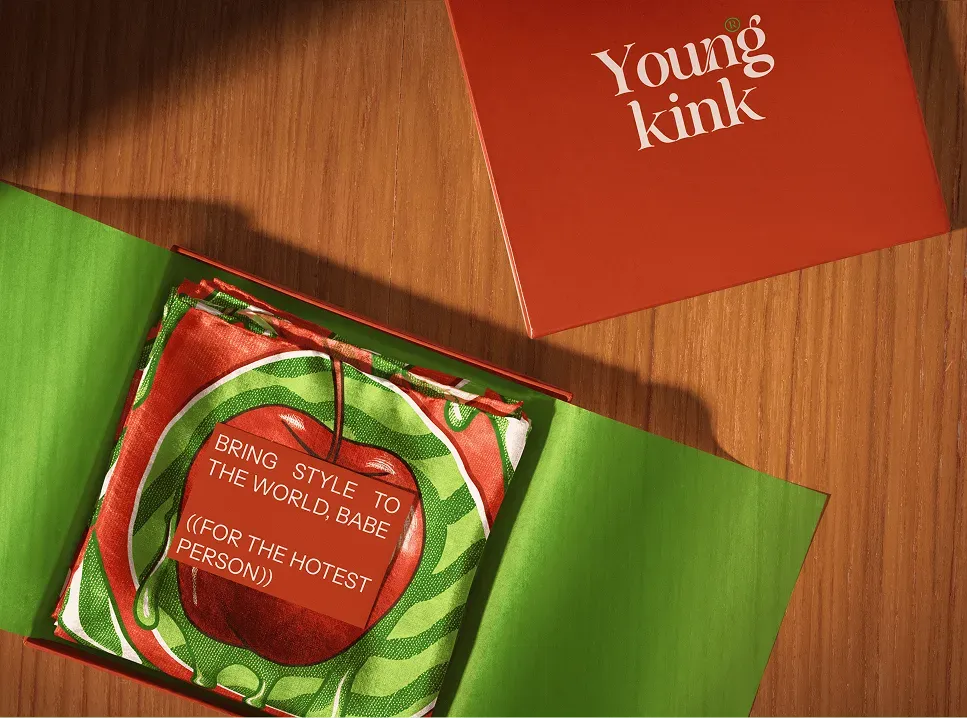 Young®
kink
BRING STYLE TO
THE WORLD, BABE
((FOR THE HOTEST
PERSON))